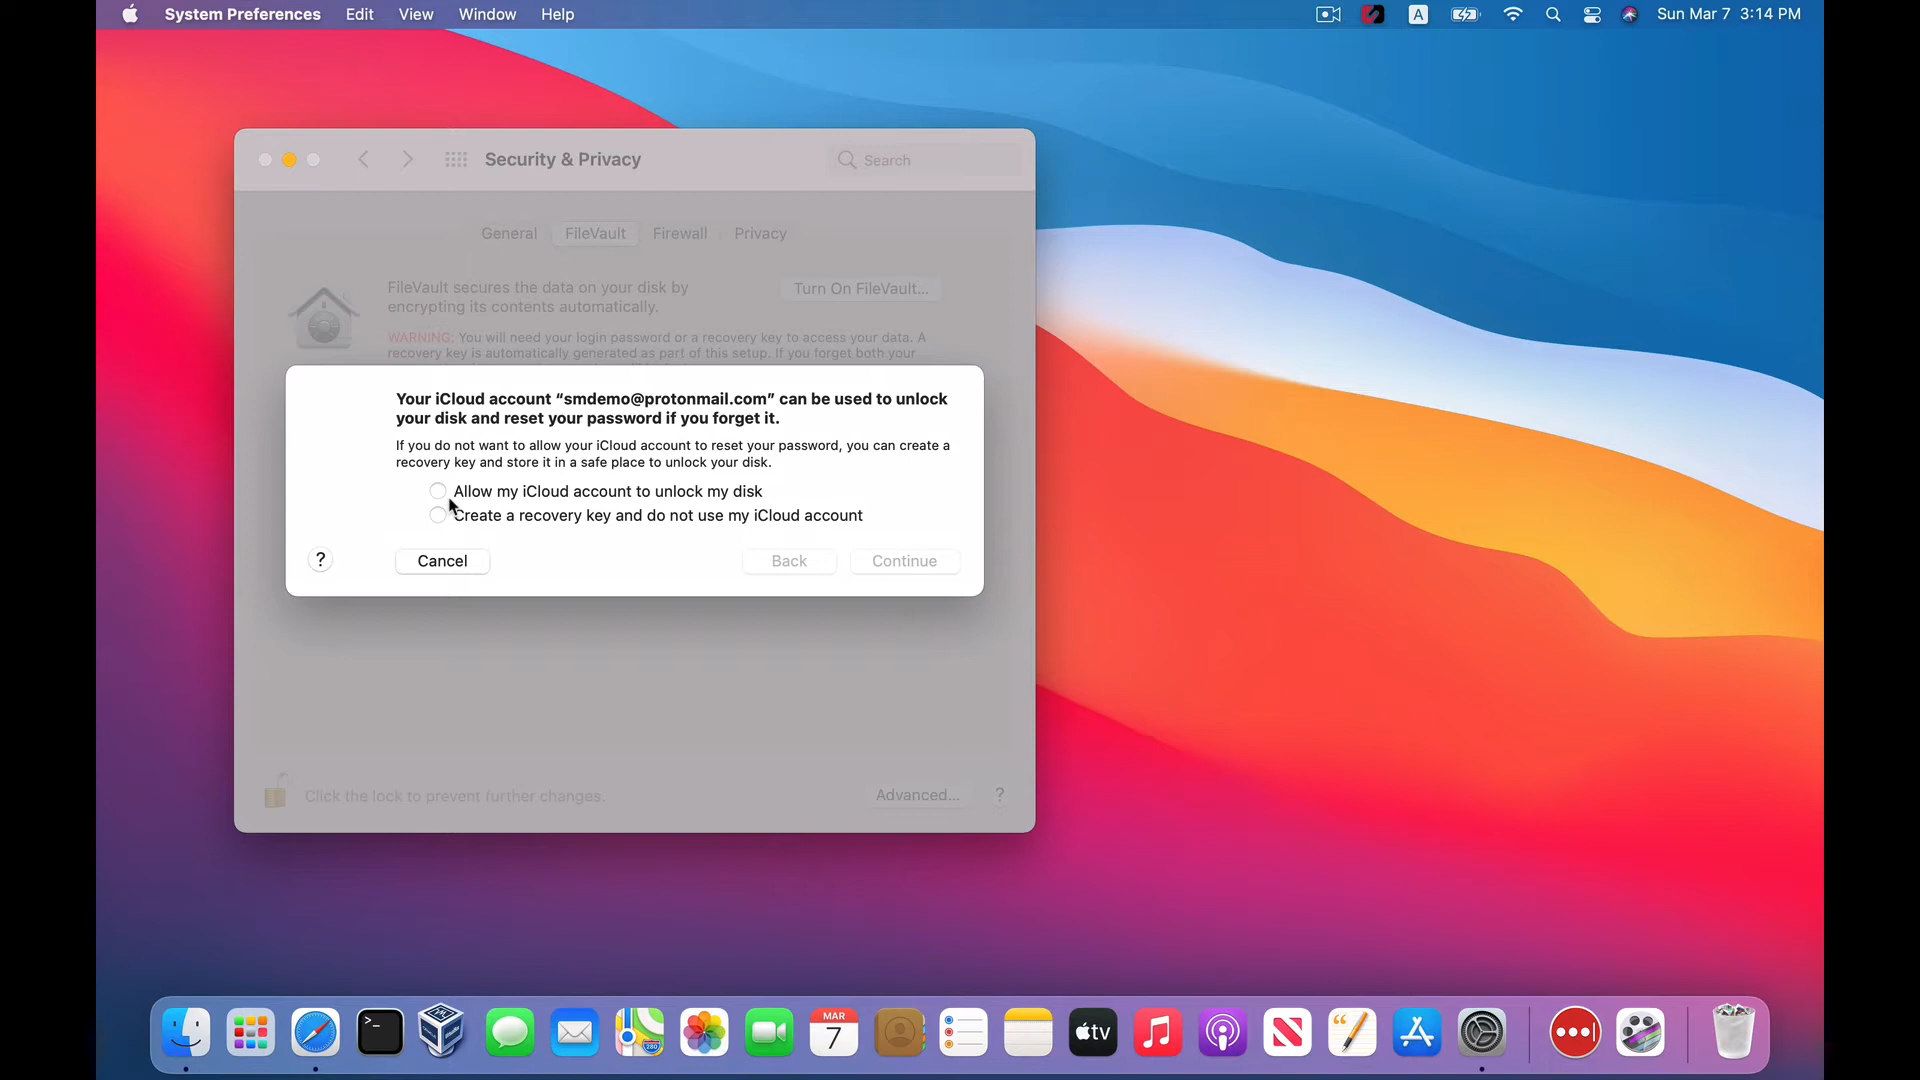 System Preferences Edit View Window Help
A Sun Mar 7 3:14 PM
Security & Privacy
Search
General FileVault Firewall Privacy
FileVault secures the data on your disk by
encrypting its contents automatically.
Turn On FileVault...
WARNING: You will need your login password or a recovery key to access your data. A
recovery key is automatically generated as part of this setup. If you forget both your
Your iCloud account “smdemo@protonmail.com” can be used to unlock
your disk and reset your password if you forget it.
If you do not want to allow your iCloud account to reset your password, you can create a
recovery key and store it in a safe place to unlock your disk.
Allow my iCloud account to unlock my disk
Create a recovery key and do not use my iCloud account
? Cancel Back Continue
Click the lock to prevent further changes.
Advanced... ?
>_
280
MAR
7
tv